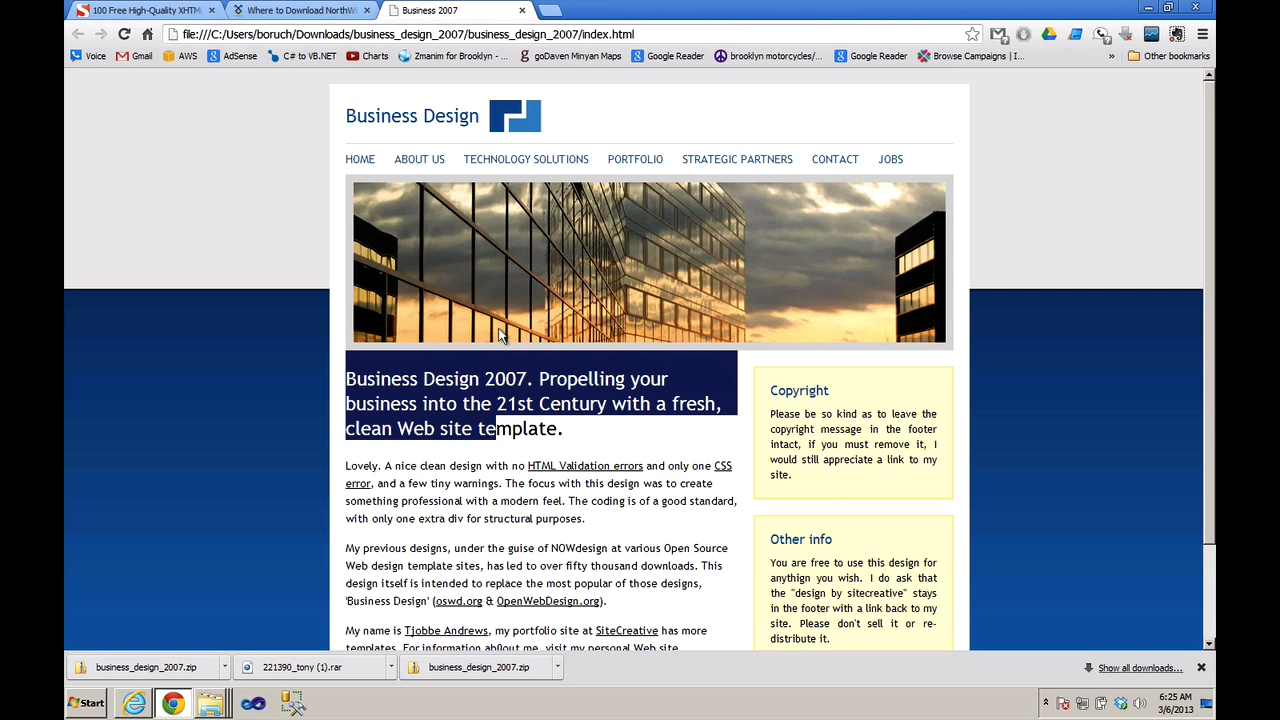 100 Free High-Quality XHTML
Where to Download NorthWi
Business 2007
file:///C:/Users/boruch/Downloads/business_design_2007/business_design_2007/index.html
Voice Gmail AWS AdSense C# to VB.NET Charts Zmanim for Brooklyn - ... goDaven Minyan Maps Google Reader brooklyn motorcycles/... Google Reader Browse Campaigns | I... » Other bookmarks
Business Design
HOME ABOUT US TECHNOLOGY SOLUTIONS PORTFOLIO STRATEGIC PARTNERS CONTACT JOBS
Business Design 2007. Propelling your
business into the 21st Century with a fresh,
clean Web site template.
Lovely. A nice clean design with no HTML Validation errors and only one CSS
error, and a few tiny warnings. The focus with this design was to create
something professional with a modern feel. The coding is of a good standard,
with only one extra div for structural purposes.
My previous designs, under the guise of NOWdesign at various Open Source
Web design template sites, has led to over fifty thousand downloads. This
design itself is intended to replace the most popular of those designs,
'Business Design' (oswd.org & OpenWebDesign.org).
My name is Tjobbe Andrews, my portfolio site at SiteCreative has more
templates. For information ab0out me, visit my personal Web site
Copyright
Please be so kind as to leave the
copyright message in the footer
intact, if you must remove it, I
would still appreciate a link to my
site.
Other info
You are free to use this design for
anythign you wish. I do ask that
the "design by sitecreative" stays
in the footer with a link back to my
site. Please don't sell it or re-
distribute it.
business_design_2007.zip 221390_tony (1).rar business_design_2007.zip Show all downloads...
Start
6:25 AM
3/6/2013